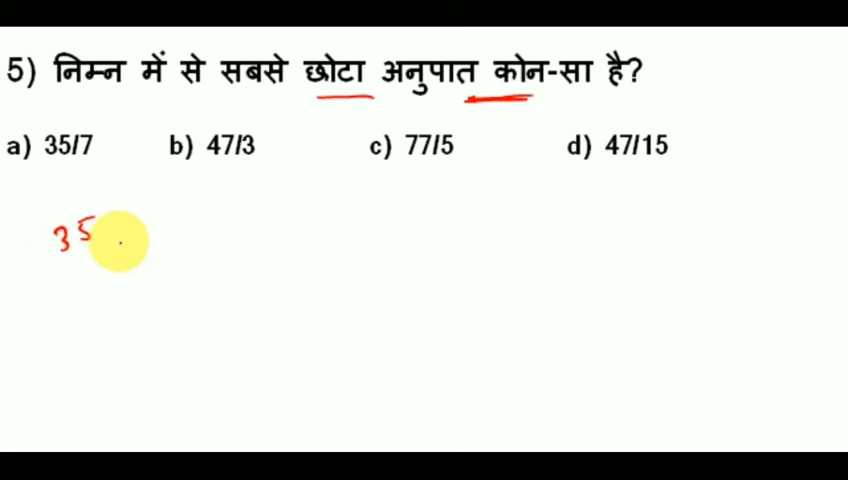 5) निम्न में से सबसे छोटा अनुपात कोन-सा है?
a) 35/7 b) 47/3 c) 77/5 d) 47/15
35